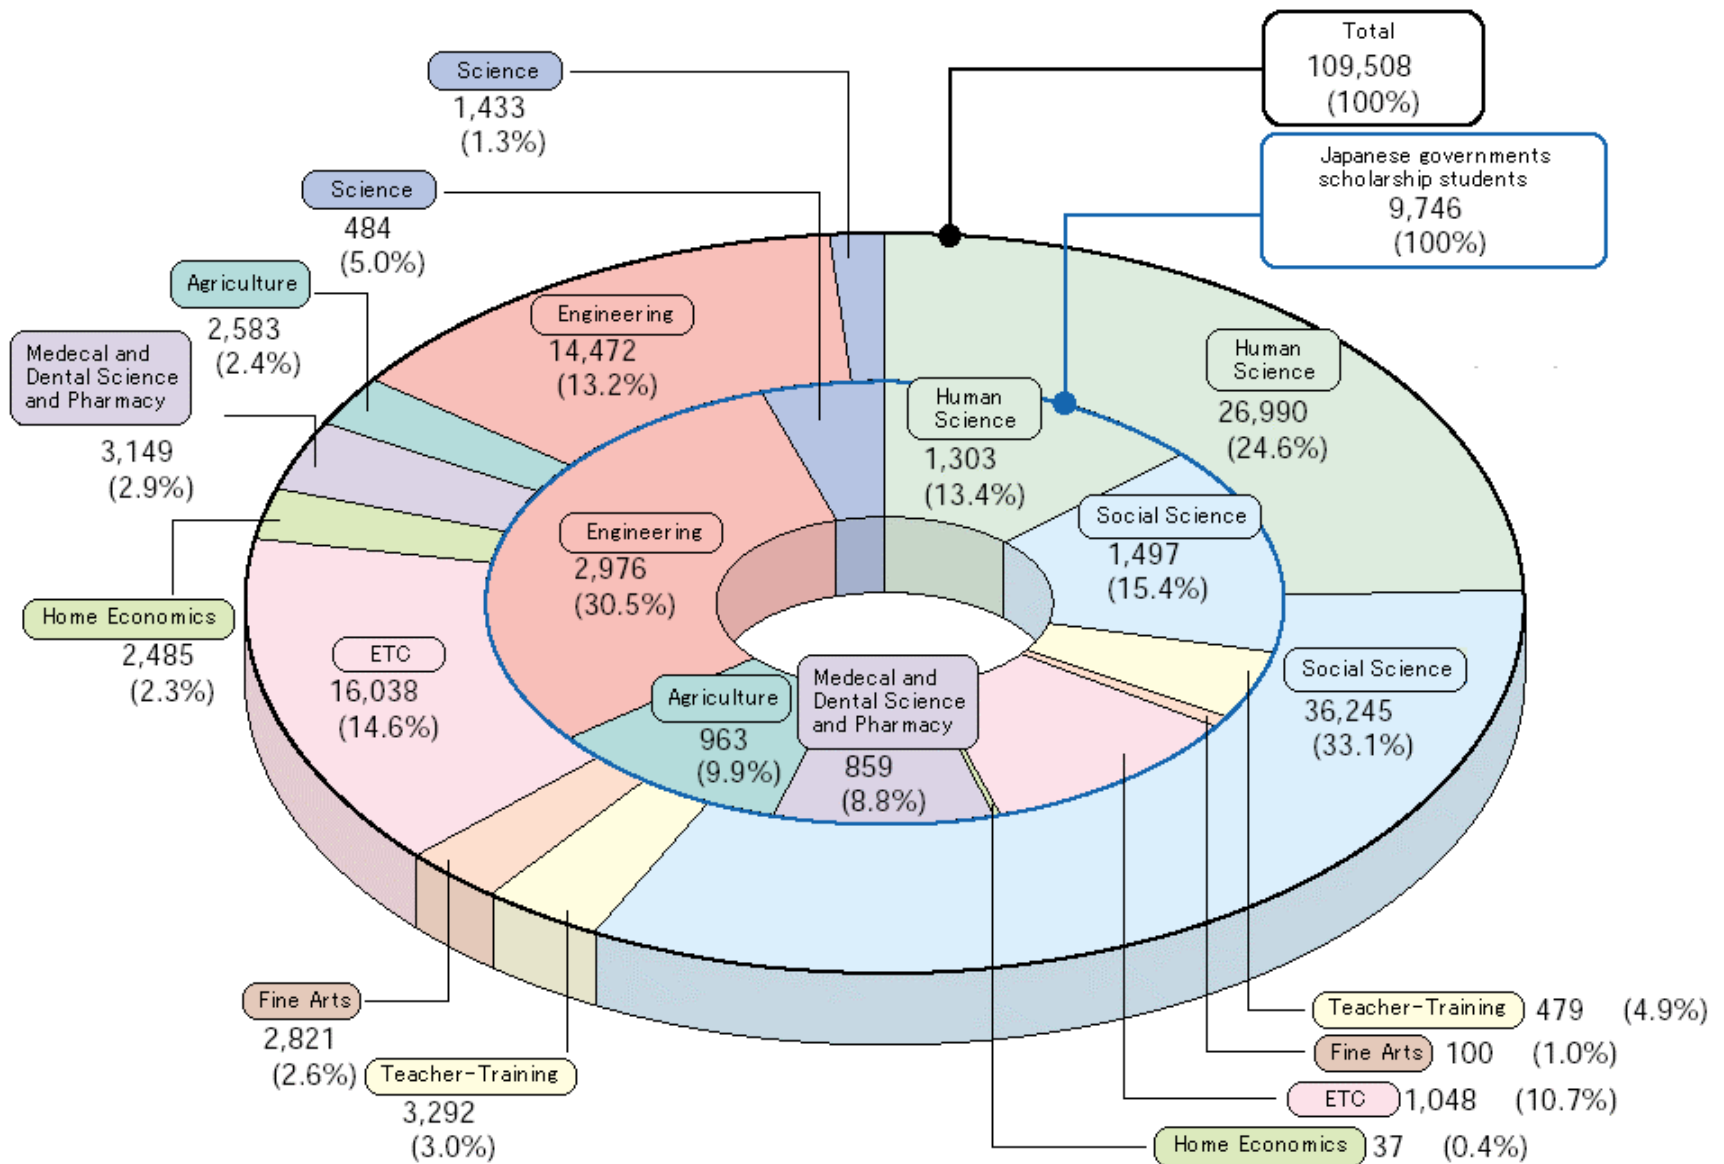 Total
109,508
(100%)
Japanese governments
scholarship students
9,746
(100%)
Science
1,433
(1.3%)
Science
484
(5.0%)
Agriculture
2,583
(2.4%)
Medecal and
Dental Science
and Pharmacy
3,149
(2.9%)
Home Economics
2,485
(2.3%)
Engineering
14,472
(13.2%)
Human
Science
26,990
(24.6%)
Human
Science
1,303
(13.4%)
Social Science
1,497
(15.4%)
Engineering
2,976
(30.5%)
ETC
16,038
(14.6%)
Agriculture
963
(9.9%)
Medecal and
Dental Science
and Pharmacy
859
(8.8%)
Social Science
36,245
(33.1%)
Fine Arts
2,821
(2.6%)
Teacher-Training
3,292
(3.0%)
Teacher-Training 479 (4.9%)
Fine Arts 100 (1.0%)
ETC 1,048 (10.7%)
Home Economics 37 (0.4%)